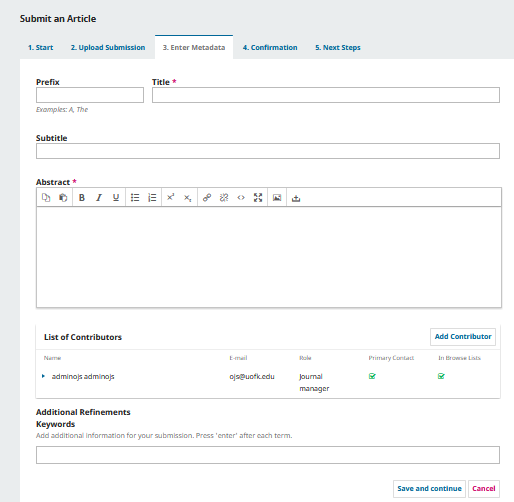 Submit an Article
1. Start 2. Upload Submission 3. Enter Metadata 4. Confirmation 5. Next Steps
Prefix Title *
Examples: A, The
Subtitle
Abstract *
List of Contributors Add Contributor
Name E-mail Role Primary Contact In Browse Lists
adminojs adminojs ojs@uofk.edu Journal
manager
Additional Refinements
Keywords
Add additional information for your submission. Press 'enter' after each term.
Save and continue Cancel